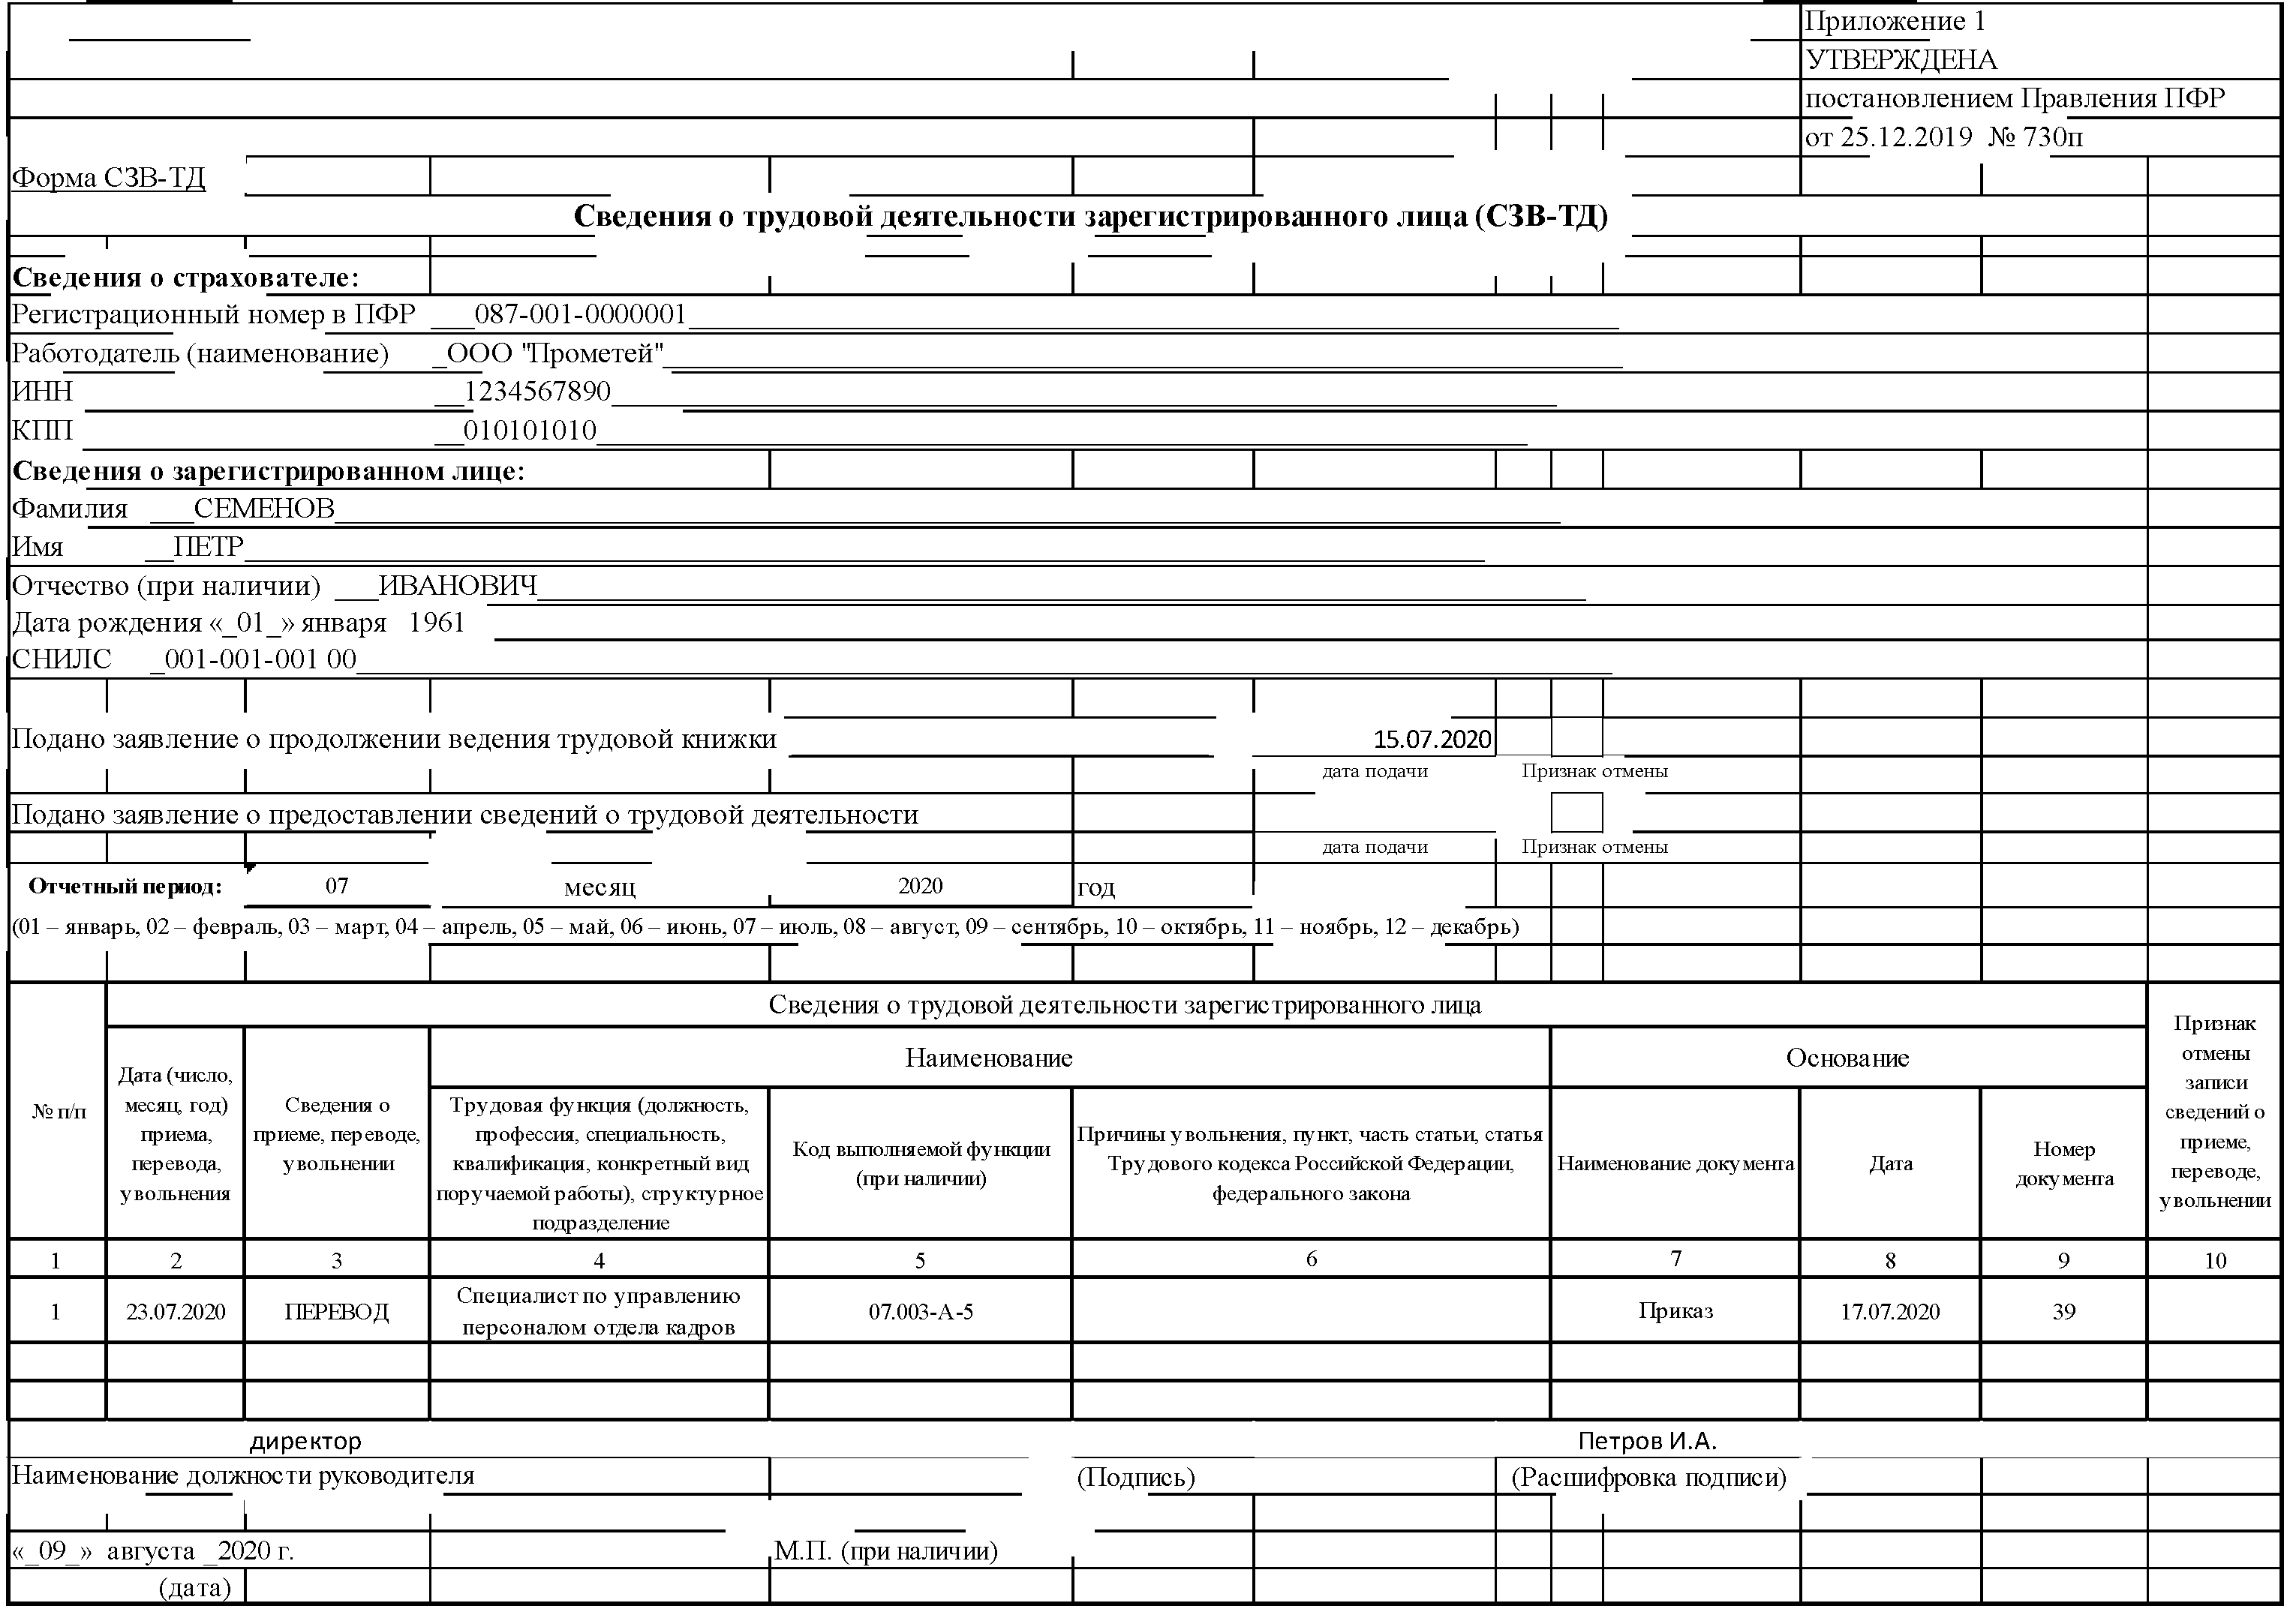 Приложение 1
УТВЕРЖДЕНА
постановлением Правления ПФР
от 25.12.2019 № 730п
Форма СЗВ-ТД
Сведения о трудовой деятельности зарегистрированного лица (СЗВ-ТД)
Сведения о страхователе:
Регистрационный номер в ПФР ___087-001-0000001
Работодатель (наименование) _ООО "Прометей"
ИНН __1234567890
КПП __010101010
Сведения о зарегистрированном лице:
Фамилия ___СЕМЕНОВ
Имя __ПЕТР
Отчество (при наличии) ___ИВАНОВИЧ
Дата рождения «_01_» января 1961
СНИЛС _001-001-001 00
Подано заявление о продолжении ведения трудовой книжки 15.07.2020
дата подачи Признак отмены
Подано заявление о предоставлении сведений о трудовой деятельности
дата подачи Признак отмены
Отчетный период: 07 месяц 2020 год
(01 – январь, 02 – февраль, 03 – март, 04 – апрель, 05 – май, 06 – июнь, 07 – июль, 08 – август, 09 – сентябрь, 10 – октябрь, 11 – ноябрь, 12 – декабрь)
№ п/п
Сведения о трудовой деятельности зарегистрированного лица
Признак
отмены
записи
сведений о
приеме,
переводе,
увольнении
Дата (число,
месяц, год)
приема,
перевода,
увольнения
Сведения о
приеме, переводе,
увольнении
Наименование
Основание
Трудовая функция (должность,
профессия, специальность,
квалификация, конкретный вид
поручаемой работы), структурное
подразделение
Код выполняемой функции
(при наличии)
Причины увольнения, пункт, часть статьи, статья
Трудового кодекса Российской Федерации,
федерального закона
Наименование документа
Дата
Номер
документа
1 2 3 4 5 6 7 8 9 10
1 23.07.2020 ПЕРЕВОД
Специалист по управлению
персоналом отдела кадров
07.003-А-5 Приказ 17.07.2020 39
директор Петров И.А.
Наименование должности руководителя (Подпись) (Расшифровка подписи)
«_09_» августа _2020 г. М.П. (при наличии)
(дата)